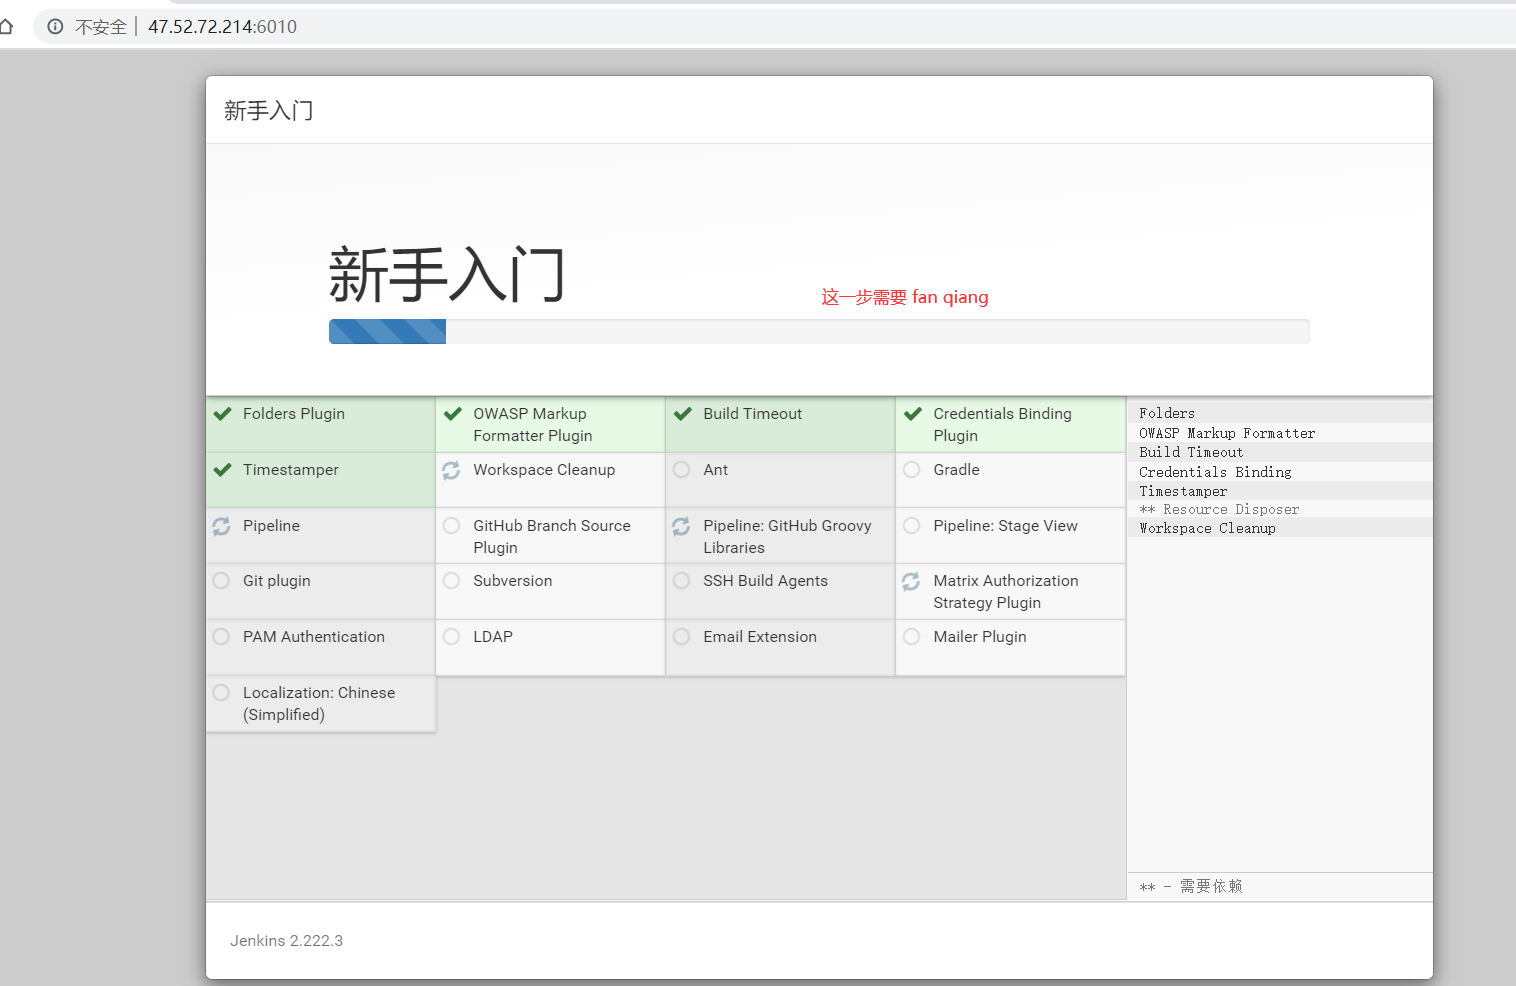 不安全 | 47.52.72.214:6010
新手入门
新手入门
这一步需要 fan qiang
Folders Plugin
OWASP Markup
Formatter Plugin
Build Timeout
Credentials Binding
Plugin
Timestamper
Workspace Cleanup
Ant
Gradle
Pipeline
GitHub Branch Source
Plugin
Pipeline: GitHub Groovy
Libraries
Pipeline: Stage View
Git plugin
Subversion
SSH Build Agents
Matrix Authorization
Strategy Plugin
PAM Authentication
LDAP
Email Extension
Mailer Plugin
Localization: Chinese
(Simplified)
Folders
OWASP Markup Formatter
Build Timeout
Credentials Binding
Timestamper
** Resource Disposer
Workspace Cleanup
** - 需要依赖
Jenkins 2.222.3